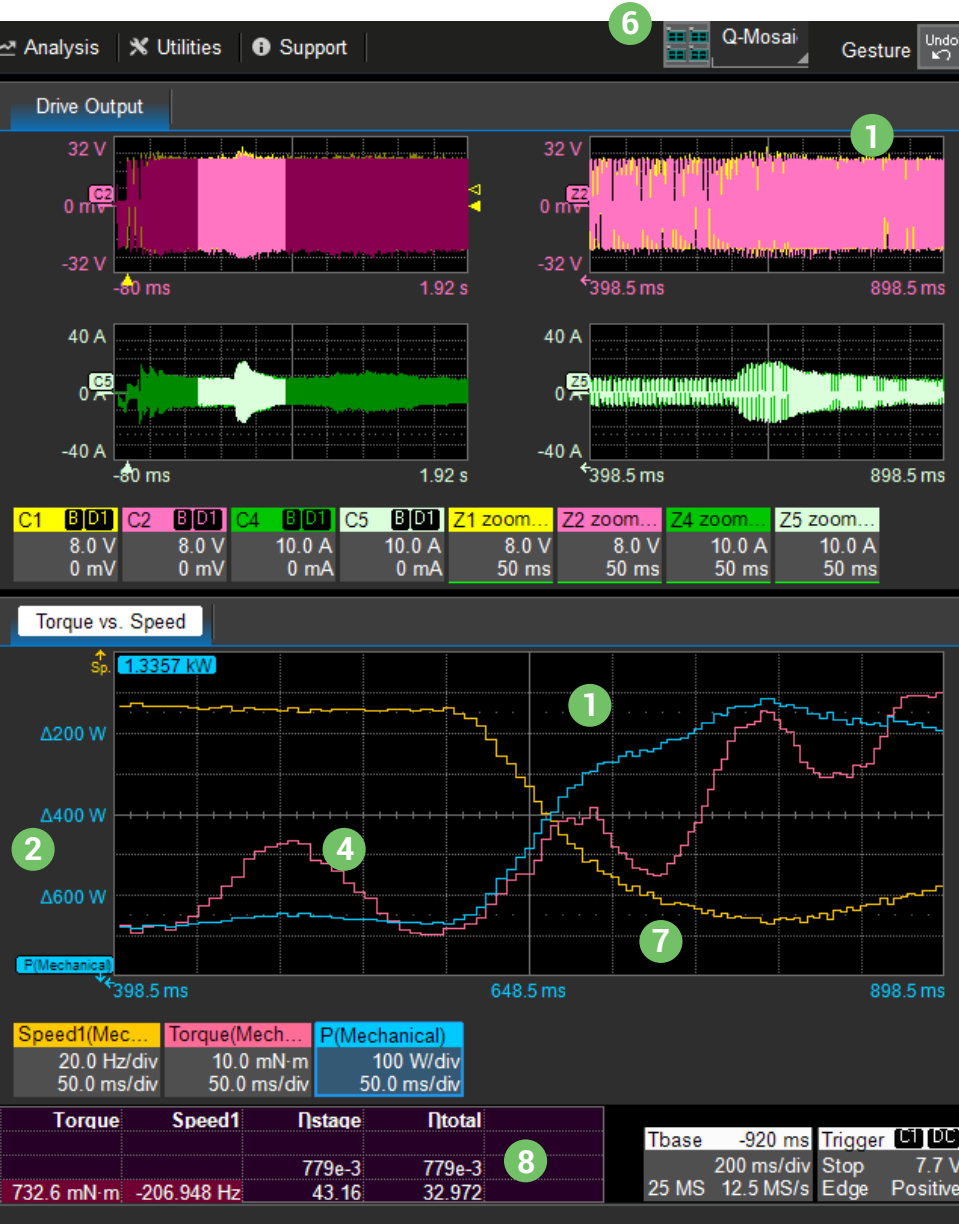 6
Analysis Utilities Support Q-Mosai Gesture Undo
Drive Output
1
32 V 32 V
C2 Z2
0 mV 0 mV
-32 V -32 V
-80 ms 1.92 s 398.5 ms 898.5 ms
40 A 40 A
C5 Z5
0 A 0 A
-40 A -40 A
-80 ms 1.92 s 398.5 ms 898.5 ms
C1 B D1 C2 B D1 C4 B D1 C5 B D1 Z1 zoom... Z2 zoom... Z4 zoom... Z5 zoom...
8.0 V 8.0 V 10.0 A 10.0 A 8.0 V 8.0 V 10.0 A 10.0 A
0 mV 0 mV 0 mA 0 mA 50 ms 50 ms 50 ms 50 ms
Torque vs. Speed
Sp. 1.3357 kW
1
Δ200 W
Δ400 W
2 4
Δ600 W
7
P(Mechanical)
398.5 ms 648.5 ms 898.5 ms
Speed1(Mec... Torque(Mech... P(Mechanical)
20.0 Hz/div 10.0 mN·m 100 W/div
50.0 ms/div 50.0 ms/div 50.0 ms/div
Torque Speed1 ηstage ηtotal
8
779e-3 779e-3
732.6 mN·m -206.948 Hz 43.16 32.972
Tbase -920 ms Trigger C1 DC
200 ms/div Stop 7.7 V
25 MS 12.5 MS/s Edge Positive